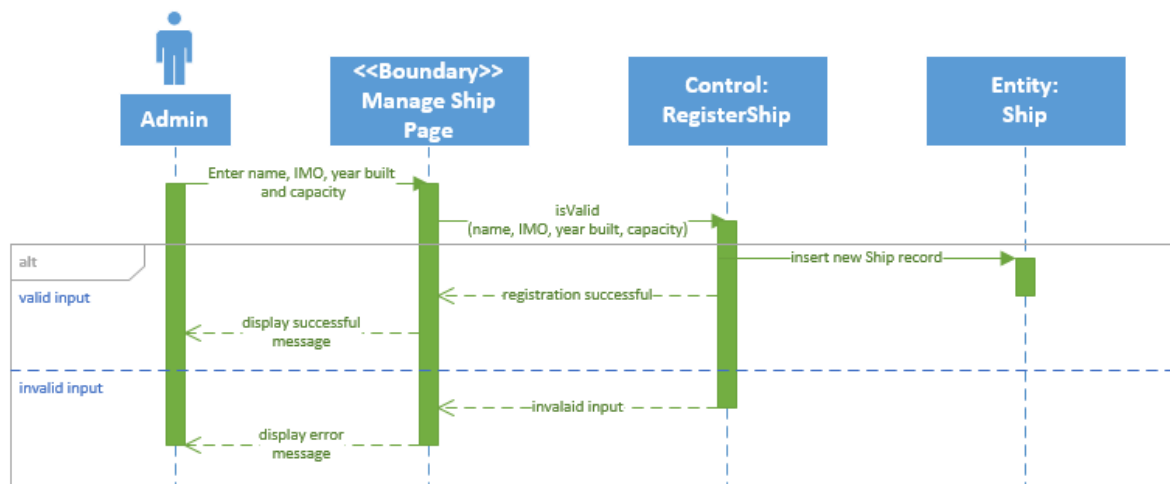 Admin
<<Boundary>>
Manage Ship
Page
Control:
RegisterShip
Entity:
Ship
Enter name, IMO, year built
and capacity
isValid
(name, IMO, year built, capacity)
alt
insert new Ship record
valid input
registration successful
display successful
message
invalid input
invalaid input
display error
message